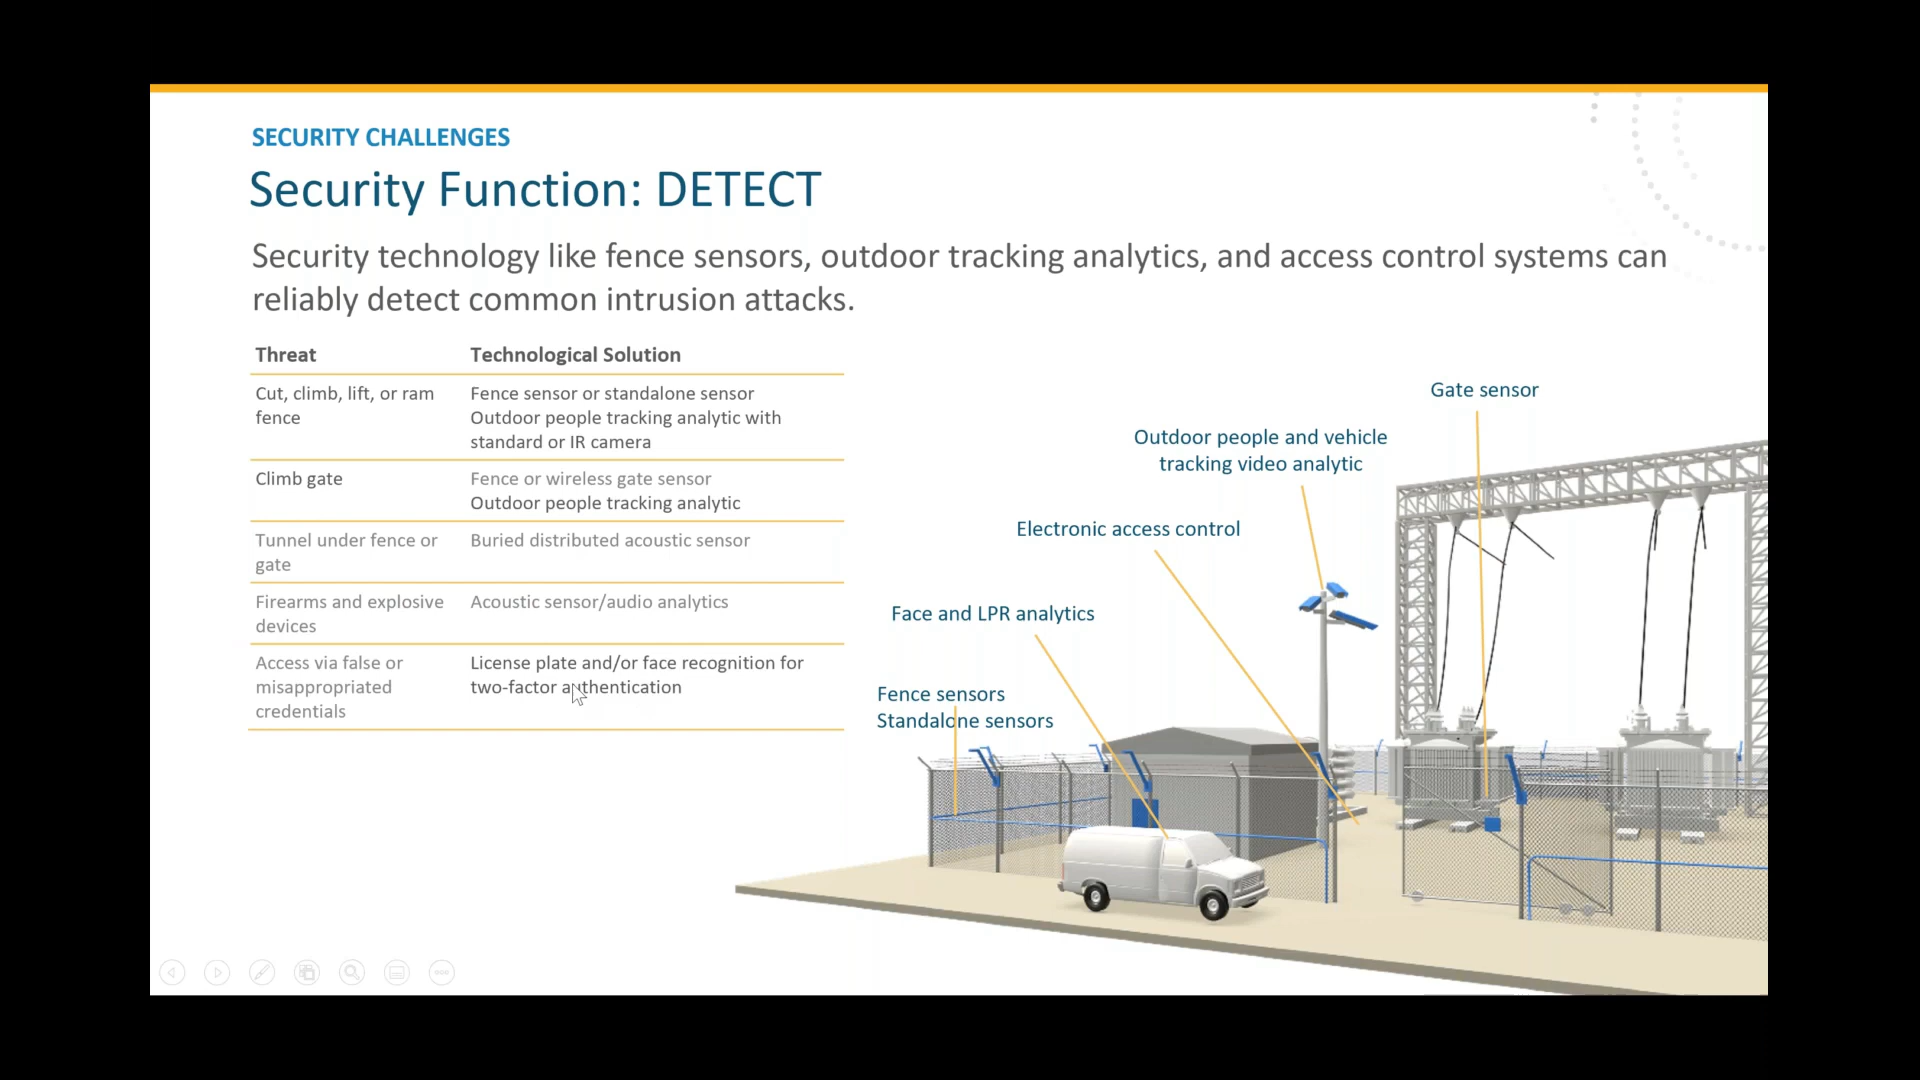 SECURITY CHALLENGES
Security Function: DETECT
Security technology like fence sensors, outdoor tracking analytics, and access control systems can
reliably detect common intrusion attacks.
Threat
Technological Solution
Cut, climb, lift, or ram
fence
Fence sensor or standalone sensor
Outdoor people tracking analytic with
standard or IR camera
Climb gate
Fence or wireless gate sensor
Outdoor people tracking analytic
Tunnel under fence or
gate
Buried distributed acoustic sensor
Firearms and explosive
devices
Acoustic sensor/audio analytics
Access via false or
misappropriated
credentials
License plate and/or face recognition for
two-factor authentication
Gate sensor
Outdoor people and vehicle
tracking video analytic
Electronic access control
Face and LPR analytics
Fence sensors
Standalone sensors